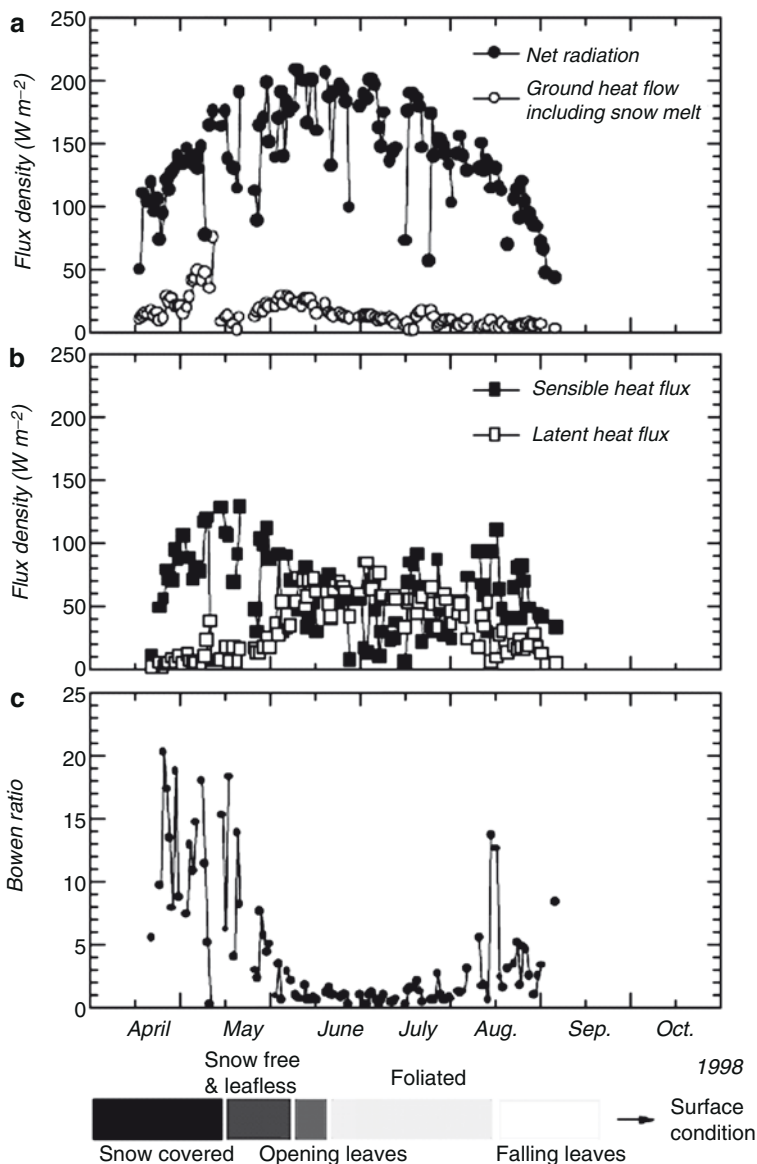 a
250
200
150
100
50
0
Flux density (W m⁻²)
Net radiation
Ground heat flow
including snow melt
b
250
200
150
100
50
0
Flux density (W m⁻²)
Sensible heat flux
Latent heat flux
c
25
20
15
10
5
0
Bowen ratio
April May June July Aug. Sep. Oct.
1998
Snow free
& leafless
Foliated
Surface
condition
Snow covered
Opening leaves
Falling leaves